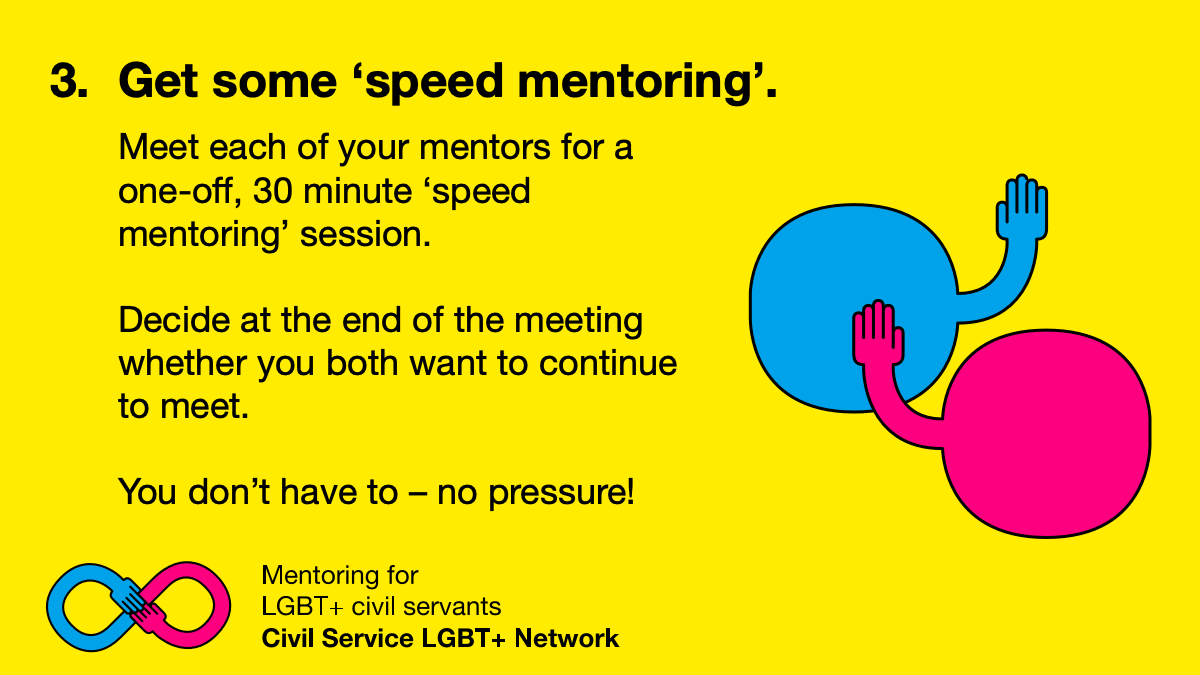 3. Get some ‘speed mentoring’.
Meet each of your mentors for a
one-off, 30 minute ‘speed
mentoring’ session.
Decide at the end of the meeting
whether you both want to continue
to meet.
You don’t have to – no pressure!
Mentoring for
LGBT+ civil servants
Civil Service LGBT+ Network